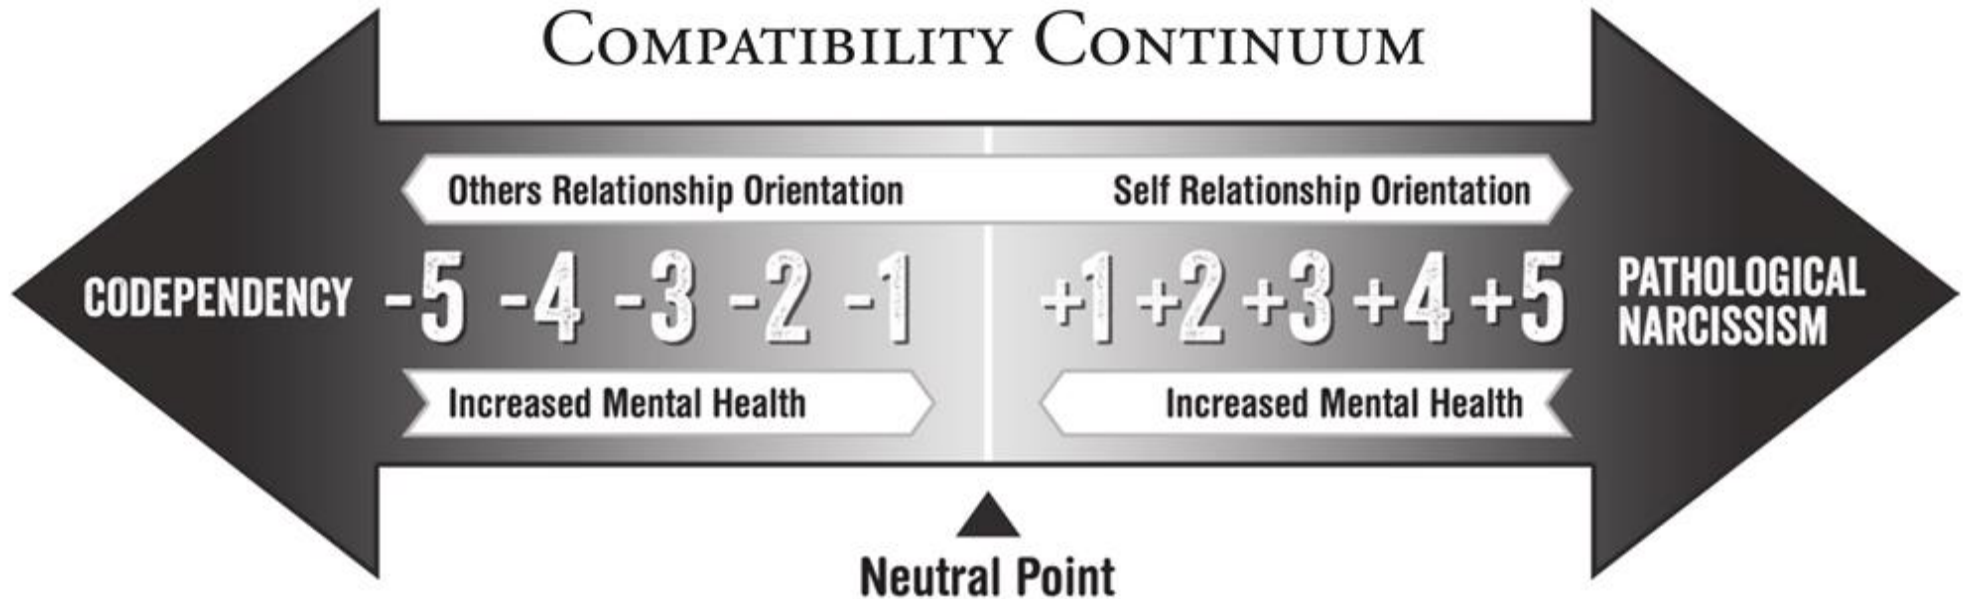 COMPATIBILITY CONTINUUM
Others Relationship Orientation
Self Relationship Orientation
CODEPENDENCY
-5 -4 -3 -2 -1
+1 +2 +3 +4 +5
PATHOLOGICAL
NARCISSISM
Increased Mental Health
Increased Mental Health
Neutral Point